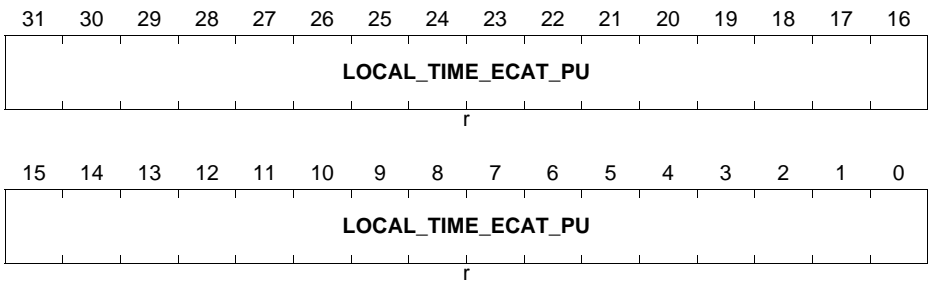 31 30 29 28 27 26 25 24 23 22 21 20 19 18 17 16
LOCAL_TIME_ECAT_PU
r
15 14 13 12 11 10 9 8 7 6 5 4 3 2 1 0
LOCAL_TIME_ECAT_PU
r